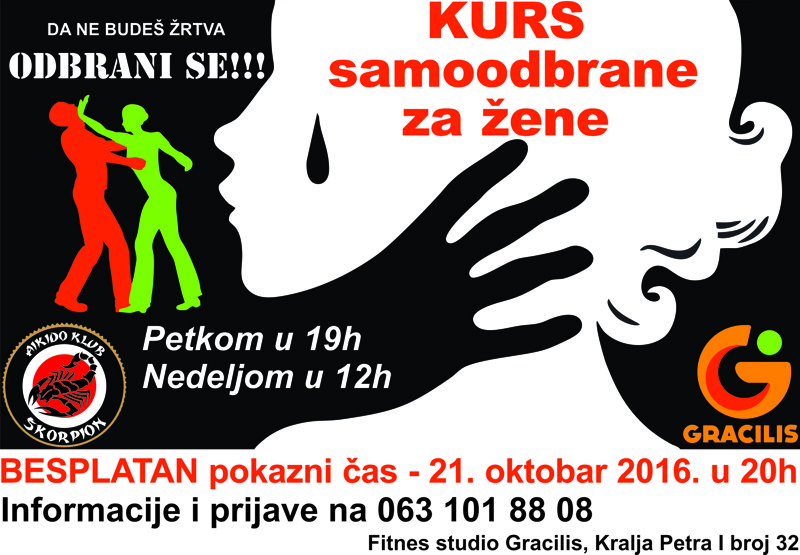 DA NE BUDEŠ ŽRTVA
ODBRANI SE!!!
KURS
samoodbrane
za žene
Petkom u 19h
Nedeljom u 12h
AIKIDO KLUB
SKORPION
GRACILIS
BESPLATAN pokazni čas - 21. oktobar 2016. u 20h
Informacije i prijave na 063 101 88 08
Fitnes studio Gracilis, Kralja Petra I broj 32